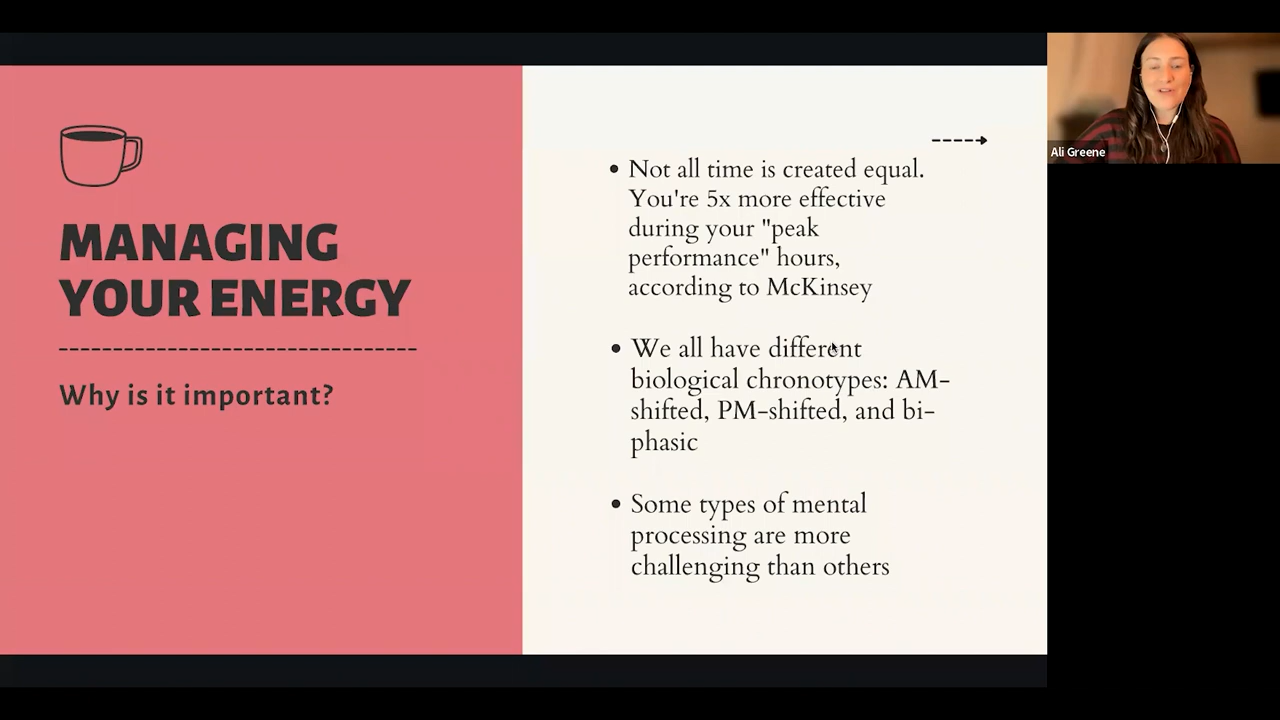 MANAGING
YOUR ENERGY
Why is it important?
Not all time is created equal.
You're 5x more effective
during your "peak
performance" hours,
according to McKinsey
We all have different
biological chronotypes: AM-
shifted, PM-shifted, and bi-
phasic
Some types of mental
processing are more
challenging than others
Ali Greene